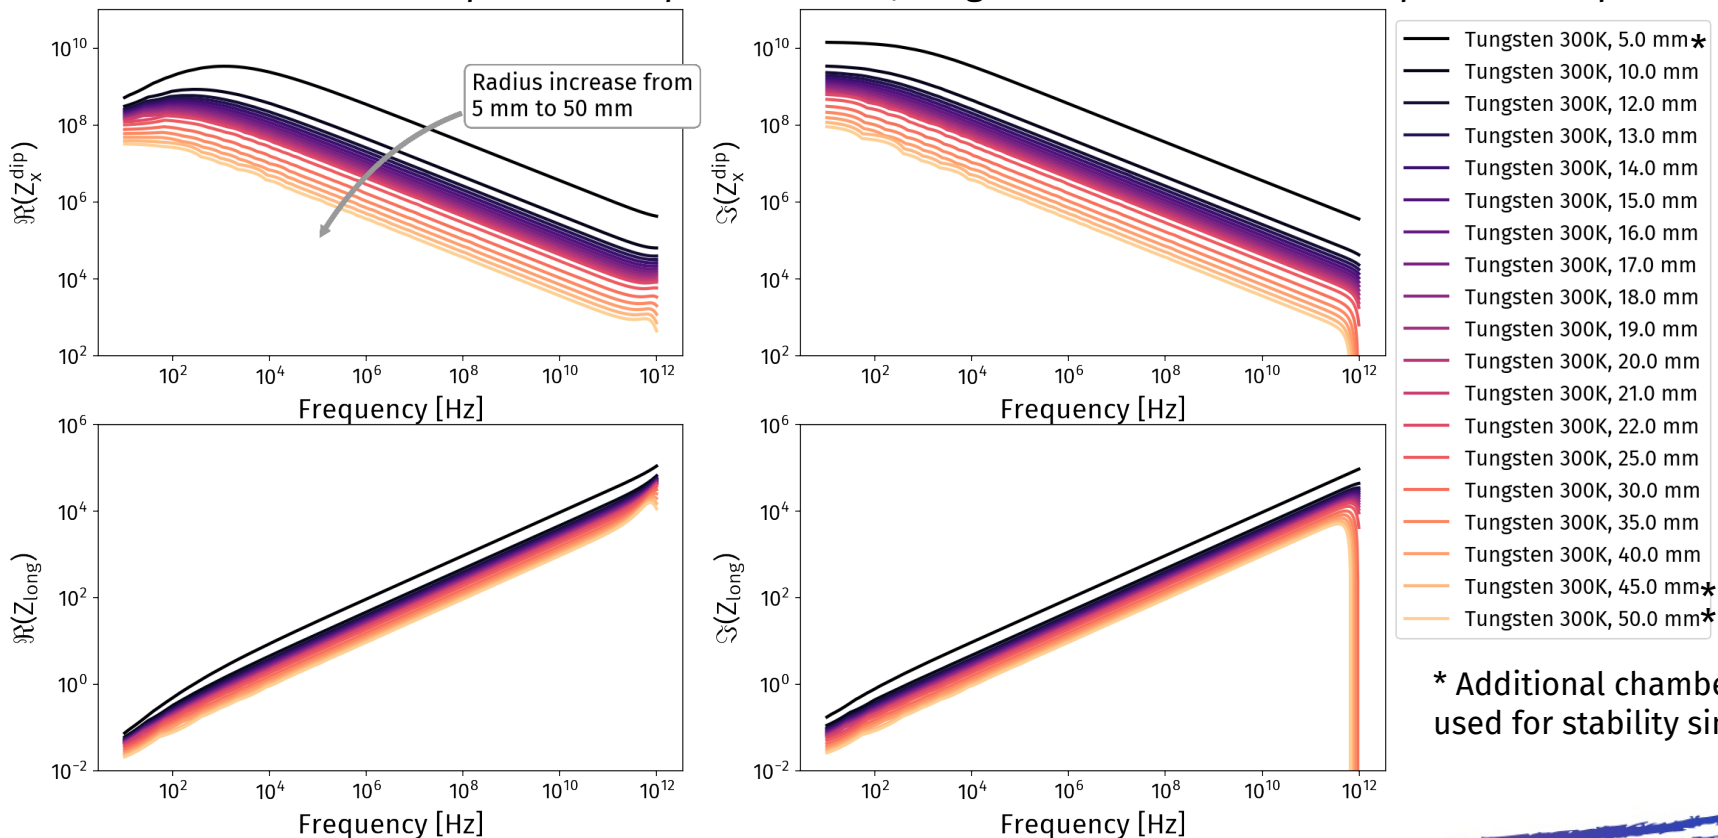 Radius increase from
5 mm to 50 mm
ℜ(Z_x^dip)
10^10
10^8
10^6
10^4
10^2
10^2 10^4 10^6 10^8 10^10 10^12
Frequency [Hz]
ℑ(Z_x^dip)
10^10
10^8
10^6
10^4
10^2
10^2 10^4 10^6 10^8 10^10 10^12
Frequency [Hz]
ℜ(Z_long)
10^6
10^4
10^2
10^0
10^-2
10^2 10^4 10^6 10^8 10^10 10^12
Frequency [Hz]
ℑ(Z_long)
10^6
10^4
10^2
10^0
10^-2
10^2 10^4 10^6 10^8 10^10 10^12
Frequency [Hz]
Tungsten 300K, 5.0 mm*
Tungsten 300K, 10.0 mm
Tungsten 300K, 12.0 mm
Tungsten 300K, 13.0 mm
Tungsten 300K, 14.0 mm
Tungsten 300K, 15.0 mm
Tungsten 300K, 16.0 mm
Tungsten 300K, 17.0 mm
Tungsten 300K, 18.0 mm
Tungsten 300K, 19.0 mm
Tungsten 300K, 20.0 mm
Tungsten 300K, 21.0 mm
Tungsten 300K, 22.0 mm
Tungsten 300K, 25.0 mm
Tungsten 300K, 30.0 mm
Tungsten 300K, 35.0 mm
Tungsten 300K, 40.0 mm
Tungsten 300K, 45.0 mm*
Tungsten 300K, 50.0 mm*
* Additional chambe
used for stability si